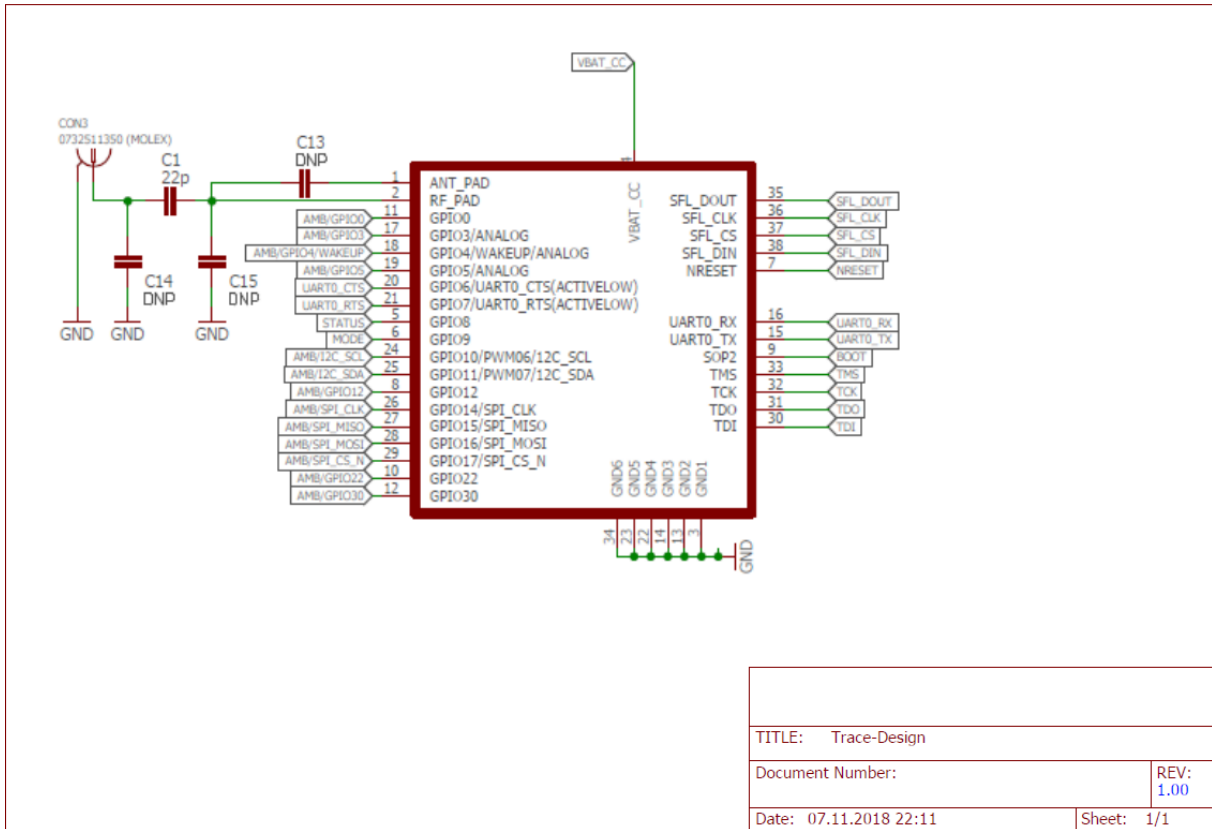 VBAT_CC
CON3
0732511350 (MOLEX)
C1
22p
C13
DNP
C14
DNP
C15
DNP
GND
GND
GND
4
VBAT_CC
AMB/GPIO0
AMB/GPIO3
AMB/GPIO4/WAKEUP
AMB/GPIO5
UART0_CTS
UART0_RTS
STATUS
MODE
AMB/I2C_SCL
AMB/I2C_SDA
AMB/GPIO12
AMB/SPI_CLK
AMB/SPI_MISO
AMB/SPI_MOSI
AMB/SPI_CS_N
AMB/GPIO22
AMB/GPIO30
1 ANT_PAD
2 RF_PAD
11 GPIO0
17 GPIO3/ANALOG
18 GPIO4/WAKEUP/ANALOG
19 GPIO5/ANALOG
20 GPIO6/UART0_CTS(ACTIVELOW)
21 GPIO7/UART0_RTS(ACTIVELOW)
5 GPIO8
6 GPIO9
24 GPIO10/PWM06/12C_SCL
25 GPIO11/PWM07/12C_SDA
8 GPIO12
26 GPIO14/SPI_CLK
27 GPIO15/SPI_MISO
28 GPIO16/SPI_MOSI
29 GPIO17/SPI_CS_N
10 GPIO22
12 GPIO30
SFL_DOUT 35 SFL_DOUT
SFL_CLK 36 SFL_CLK
SFL_CS 37 SFL_CS
SFL_DIN 38 SFL_DIN
NRESET 7 NRESET
UART0_RX 16 UART0_RX
UART0_TX 15 UART0_TX
SOP2 9 BOOT
TMS 33 TMS
TCK 32 TCK
TDO 31 TDO
TDI 30 TDI
GND6 34
GND5 23
GND4 22
GND3 14
GND2 13
GND1 3
GND
TITLE: Trace-Design
Document Number:
REV:
1.00
Date: 07.11.2018 22:11
Sheet: 1/1